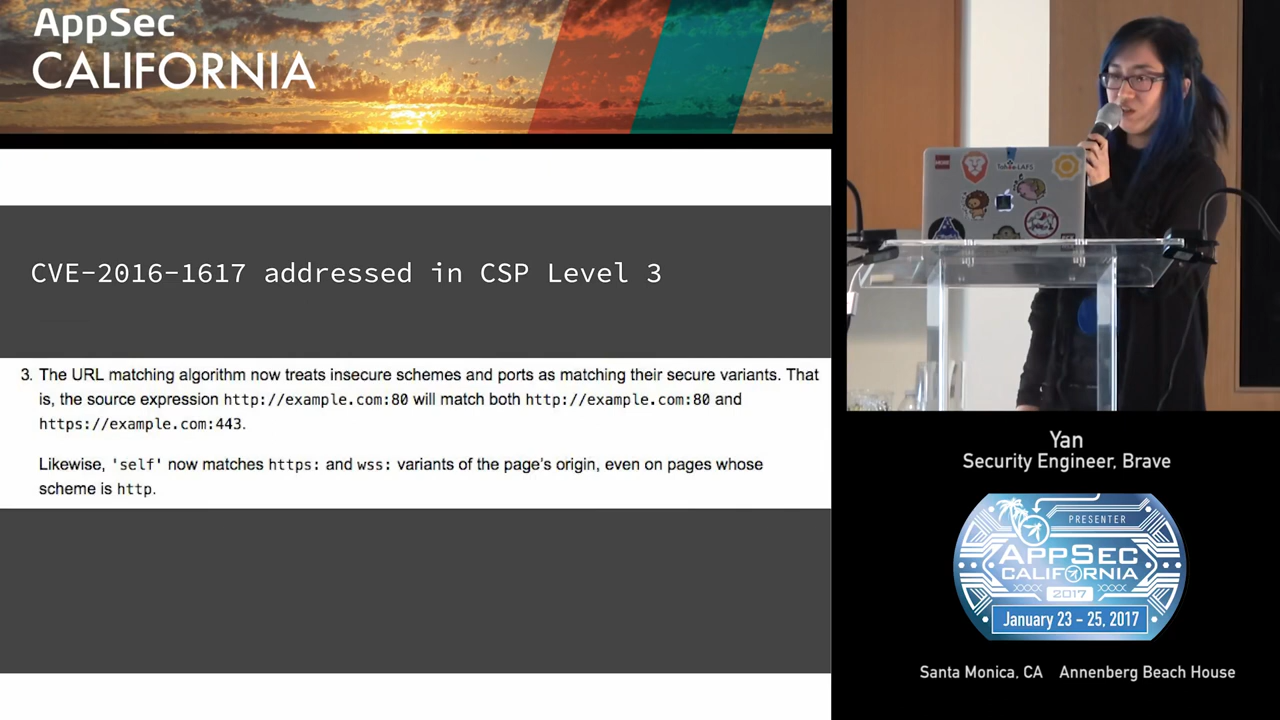 AppSec
CALIFORNIA
CVE-2016-1617 addressed in CSP Level 3
3. The URL matching algorithm now treats insecure schemes and ports as matching their secure variants. That
is, the source expression http://example.com:80 will match both http://example.com:80 and
https://example.com:443.
Likewise, 'self' now matches https: and wss: variants of the page's origin, even on pages whose
scheme is http.
Yan
Security Engineer, Brave
PRESENTER
APPSEC
CALIFORNIA
2017
January 23 - 25, 2017
Santa Monica, CA Annenberg Beach House